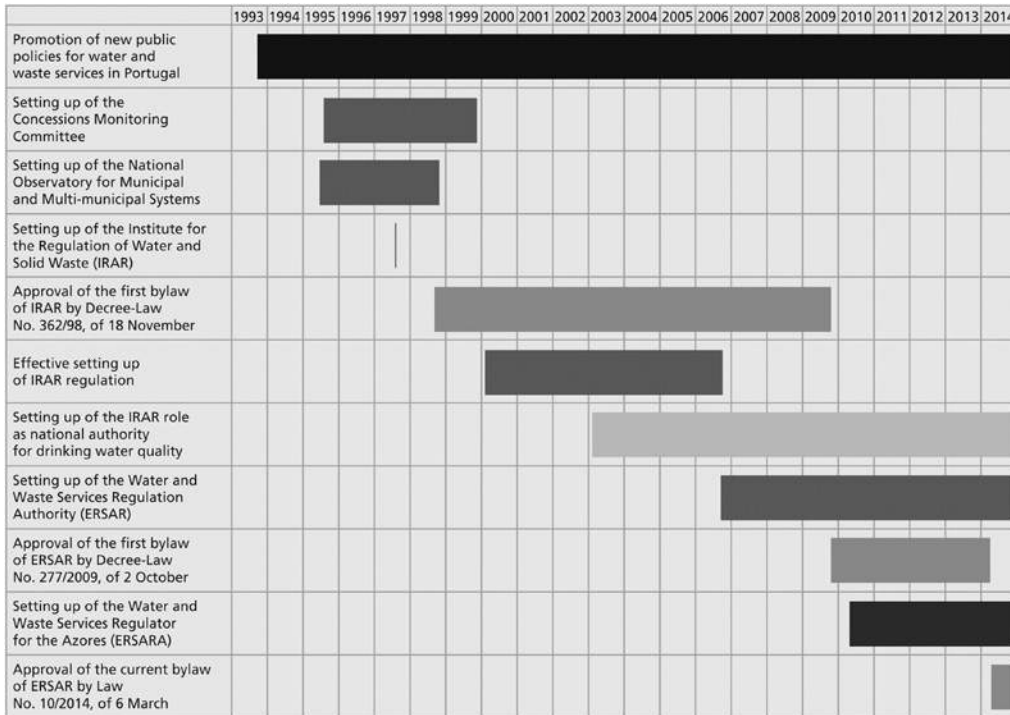 1993 1994 1995 1996 1997 1998 1999 2000 2001 2002 2003 2004 2005 2006 2007 2008 2009 2010 2011 2012 2013 2014
Promotion of new public
policies for water and
waste services in Portugal
Setting up of the
Concessions Monitoring
Committee
Setting up of the National
Observatory for Municipal
and Multi-municipal Systems
Setting up of the Institute for
the Regulation of Water and
Solid Waste (IRAR)
Approval of the first bylaw
of IRAR by Decree-Law
No. 362/98, of 18 November
Effective setting up
of IRAR regulation
Setting up of the IRAR role
as national authority
for drinking water quality
Setting up of the Water and
Waste Services Regulation
Authority (ERSAR)
Approval of the first bylaw
of ERSAR by Decree-Law
No. 277/2009, of 2 October
Setting up of the Water and
Waste Services Regulator
for the Azores (ERSARA)
Approval of the current bylaw
of ERSAR by Law
No. 10/2014, of 6 March